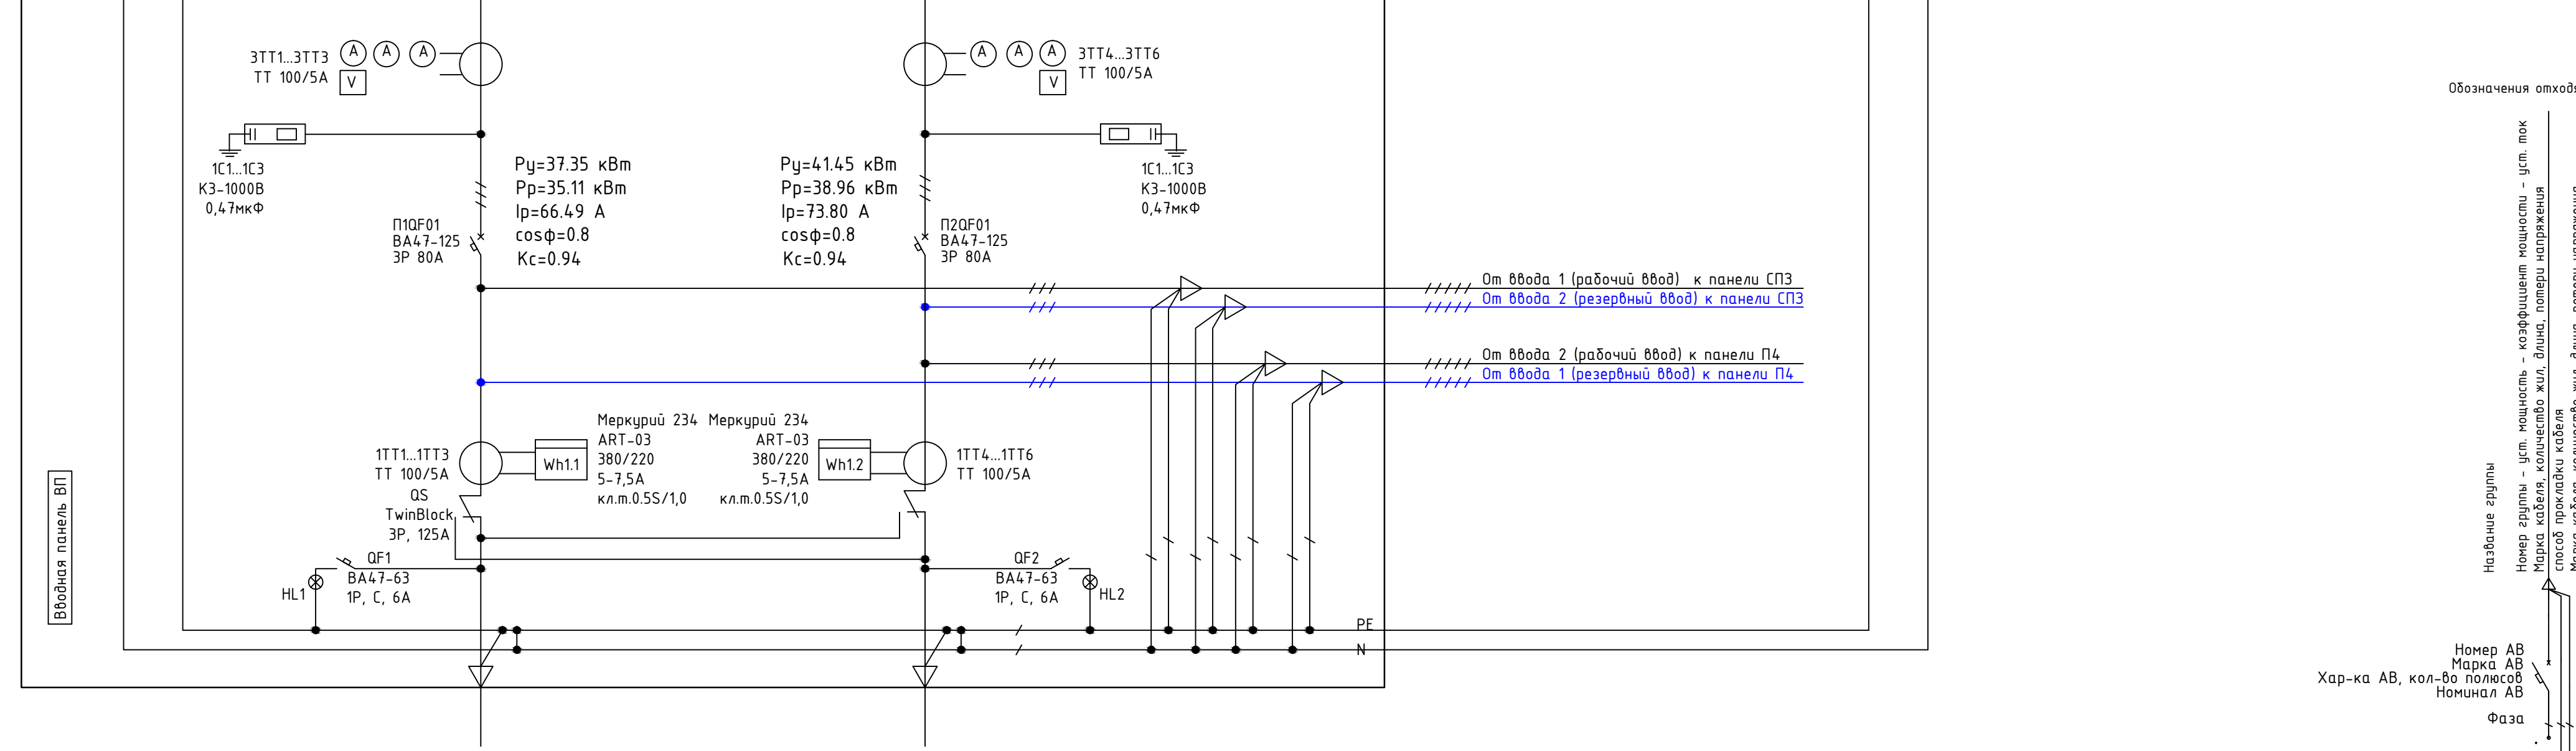 3ТТ1...3ТТ3
ТТ 100/5А
А А А
V
А А А
V
3ТТ4...3ТТ6
ТТ 100/5А
1С1...1С3
КЗ-1000В
0,47мкФ
Ру=37.35 кВт
Рр=35.11 кВт
Iр=66.49 А
cosφ=0.8
Кс=0.94
Ру=41.45 кВт
Рр=38.96 кВт
Iр=73.80 А
cosφ=0.8
Кс=0.94
1С1...1С3
КЗ-1000В
0,47мкФ
П1QF01
ВА47-125
3Р 80А
П2QF01
ВА47-125
3Р 80А
От ввода 1 (рабочий ввод) к панели СПЗ
От ввода 2 (резервный ввод) к панели СПЗ
От ввода 2 (рабочий ввод) к панели П4
От ввода 1 (резервный ввод) к панели П4
1ТТ1...1ТТ3
ТТ 100/5А
Wh1.1
Меркурий 234
ART-03
380/220
5-7,5А
кл.т.0.5S/1,0
Меркурий 234
ART-03
380/220
5-7,5А
кл.т.0.5S/1,0
Wh1.2
1ТТ4...1ТТ6
ТТ 100/5А
QS
TwinBlock
3Р, 125А
QF1
ВА47-63
1Р, С, 6А
HL1
QF2
ВА47-63
1Р, С, 6А
HL2
PE
N
Вводная панель ВП
Обозначения отходя
Название группы
Номер группы - уст. мощность - коэффициент мощности - уст. ток
Марка кабеля, количество жил, длина, потери напряжения
способ прокладки кабеля
Номер АВ
Марка АВ
Хар-ка АВ, кол-во полюсов
Номинал АВ
Фаза